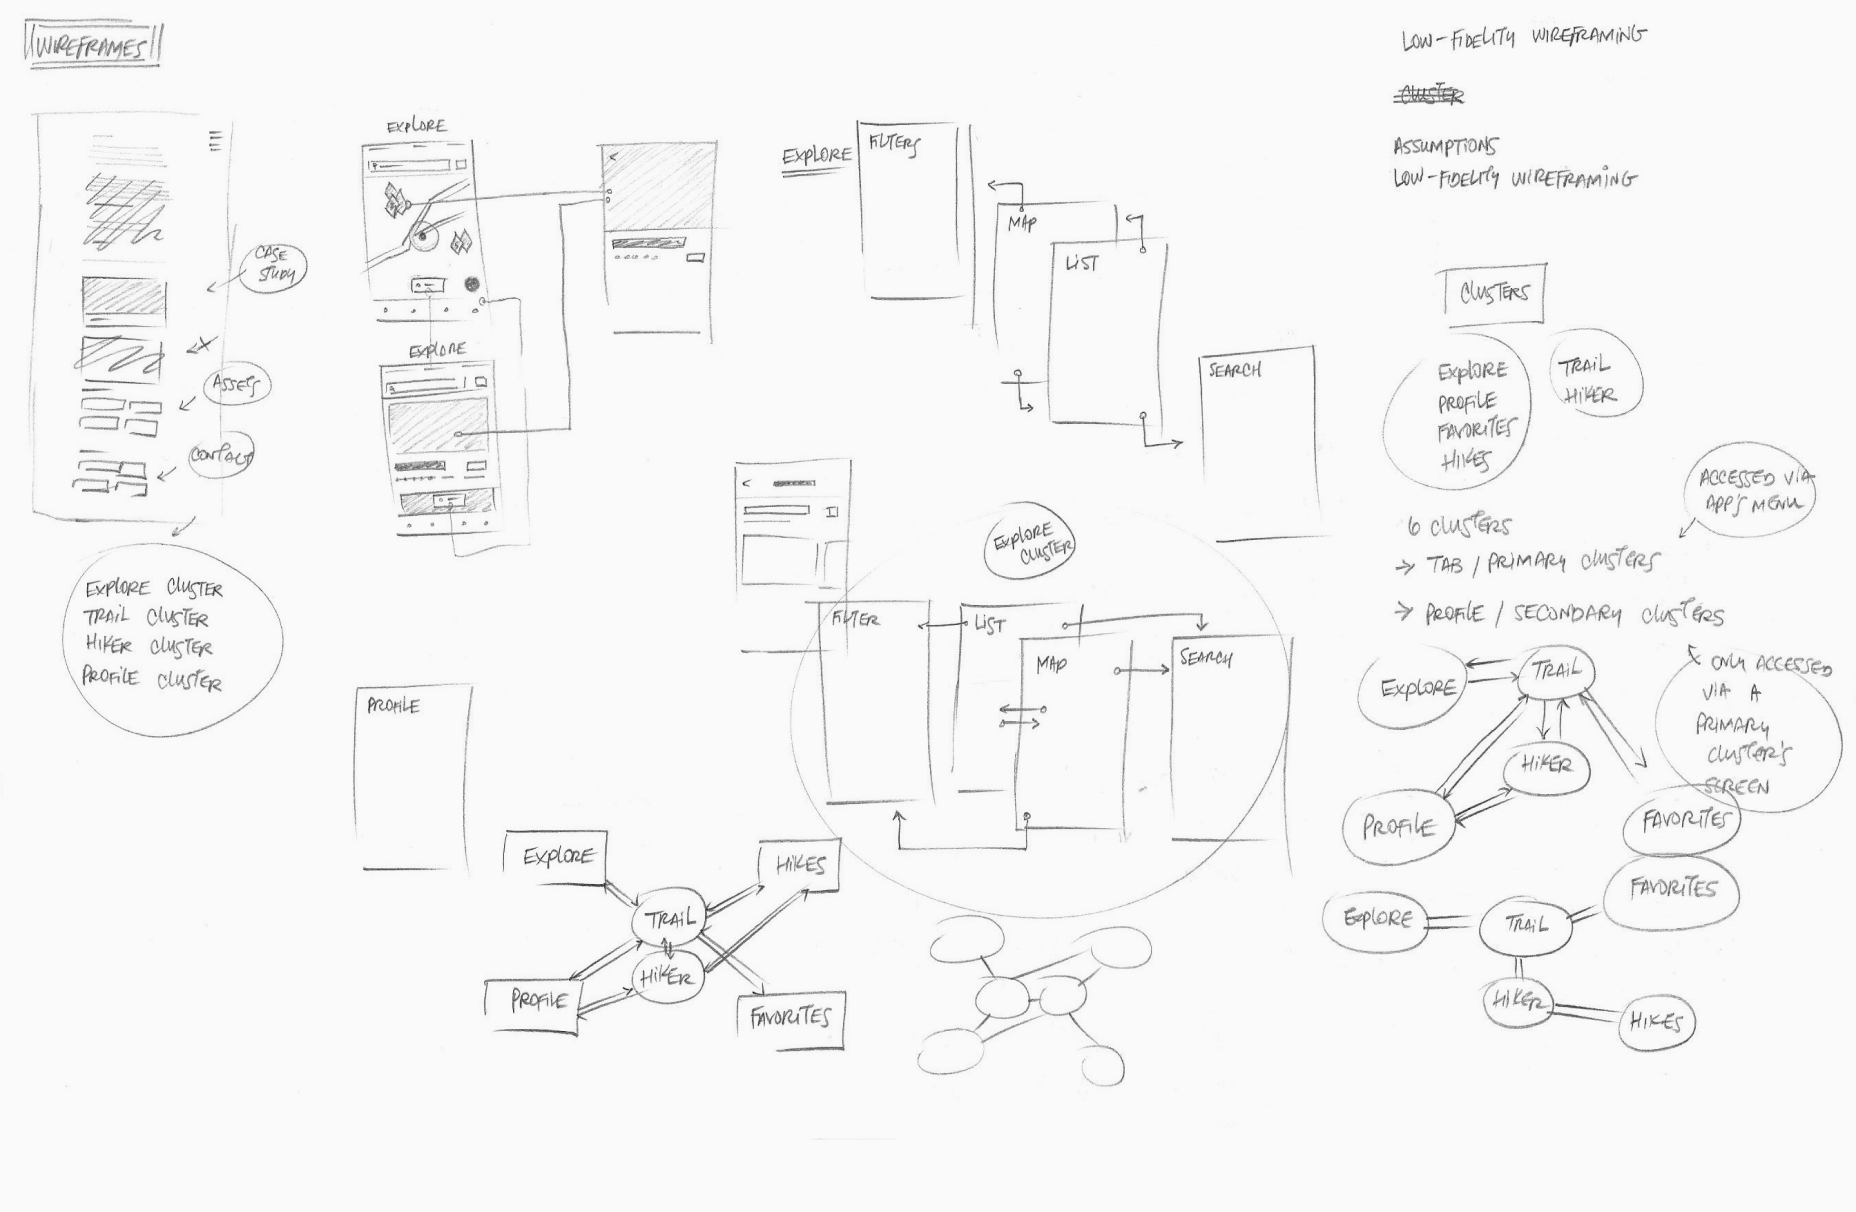 WIREFRAMES
CASE
STUDY
ASSETS
CONTACT
EXPLORE CLUSTER
TRAIL CLUSTER
HIKER CLUSTER
PROFILE CLUSTER
EXPLORE
EXPLORE
EXPLORE
FILTERS
MAP
LIST
SEARCH
EXPLORE
CLUSTER
FILTER
LIST
MAP
SEARCH
PROFILE
EXPLORE
HIKES
TRAIL
HIKER
PROFILE
FAVORITES
LOW-FIDELITY WIREFRAMING
CLUSTER
ASSUMPTIONS
LOW-FIDELITY WIREFRAMING
CLUSTERS
EXPLORE
PROFILE
FAVORITES
HIKES
TRAIL
HIKER
ACCESSED VIA
APP'S MENU
6 CLUSTERS
→ TAB / PRIMARY CLUSTERS
→ PROFILE / SECONDARY CLUSTERS
ONLY ACCESSED
VIA A
PRIMARY
CLUSTER'S
SCREEN
EXPLORE
TRAIL
HIKER
PROFILE
FAVORITES
FAVORITES
EXPLORE
TRAIL
HIKER
HIKES